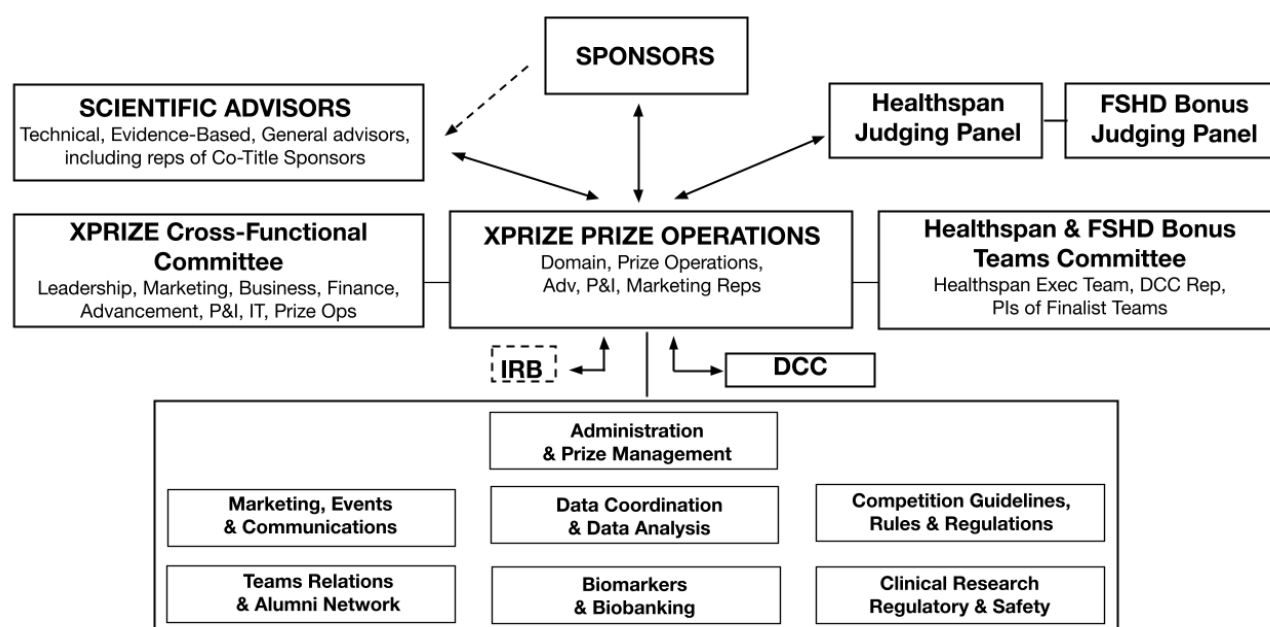 SPONSORS
SCIENTIFIC ADVISORS
Technical, Evidence-Based, General advisors,
including reps of Co-Title Sponsors
Healthspan
Judging Panel
FSHD Bonus
Judging Panel
XPRIZE Cross-Functional
Committee
Leadership, Marketing, Business, Finance,
Advancement, P&I, IT, Prize Ops
XPRIZE PRIZE OPERATIONS
Domain, Prize Operations,
Adv, P&I, Marketing Reps
Healthspan & FSHD Bonus
Teams Committee
Healthspan Exec Team, DCC Rep,
PIs of Finalist Teams
IRB
DCC
Administration
& Prize Management
Marketing, Events
& Communications
Data Coordination
& Data Analysis
Competition Guidelines,
Rules & Regulations
Teams Relations
& Alumni Network
Biomarkers
& Biobanking
Clinical Research
Regulatory & Safety